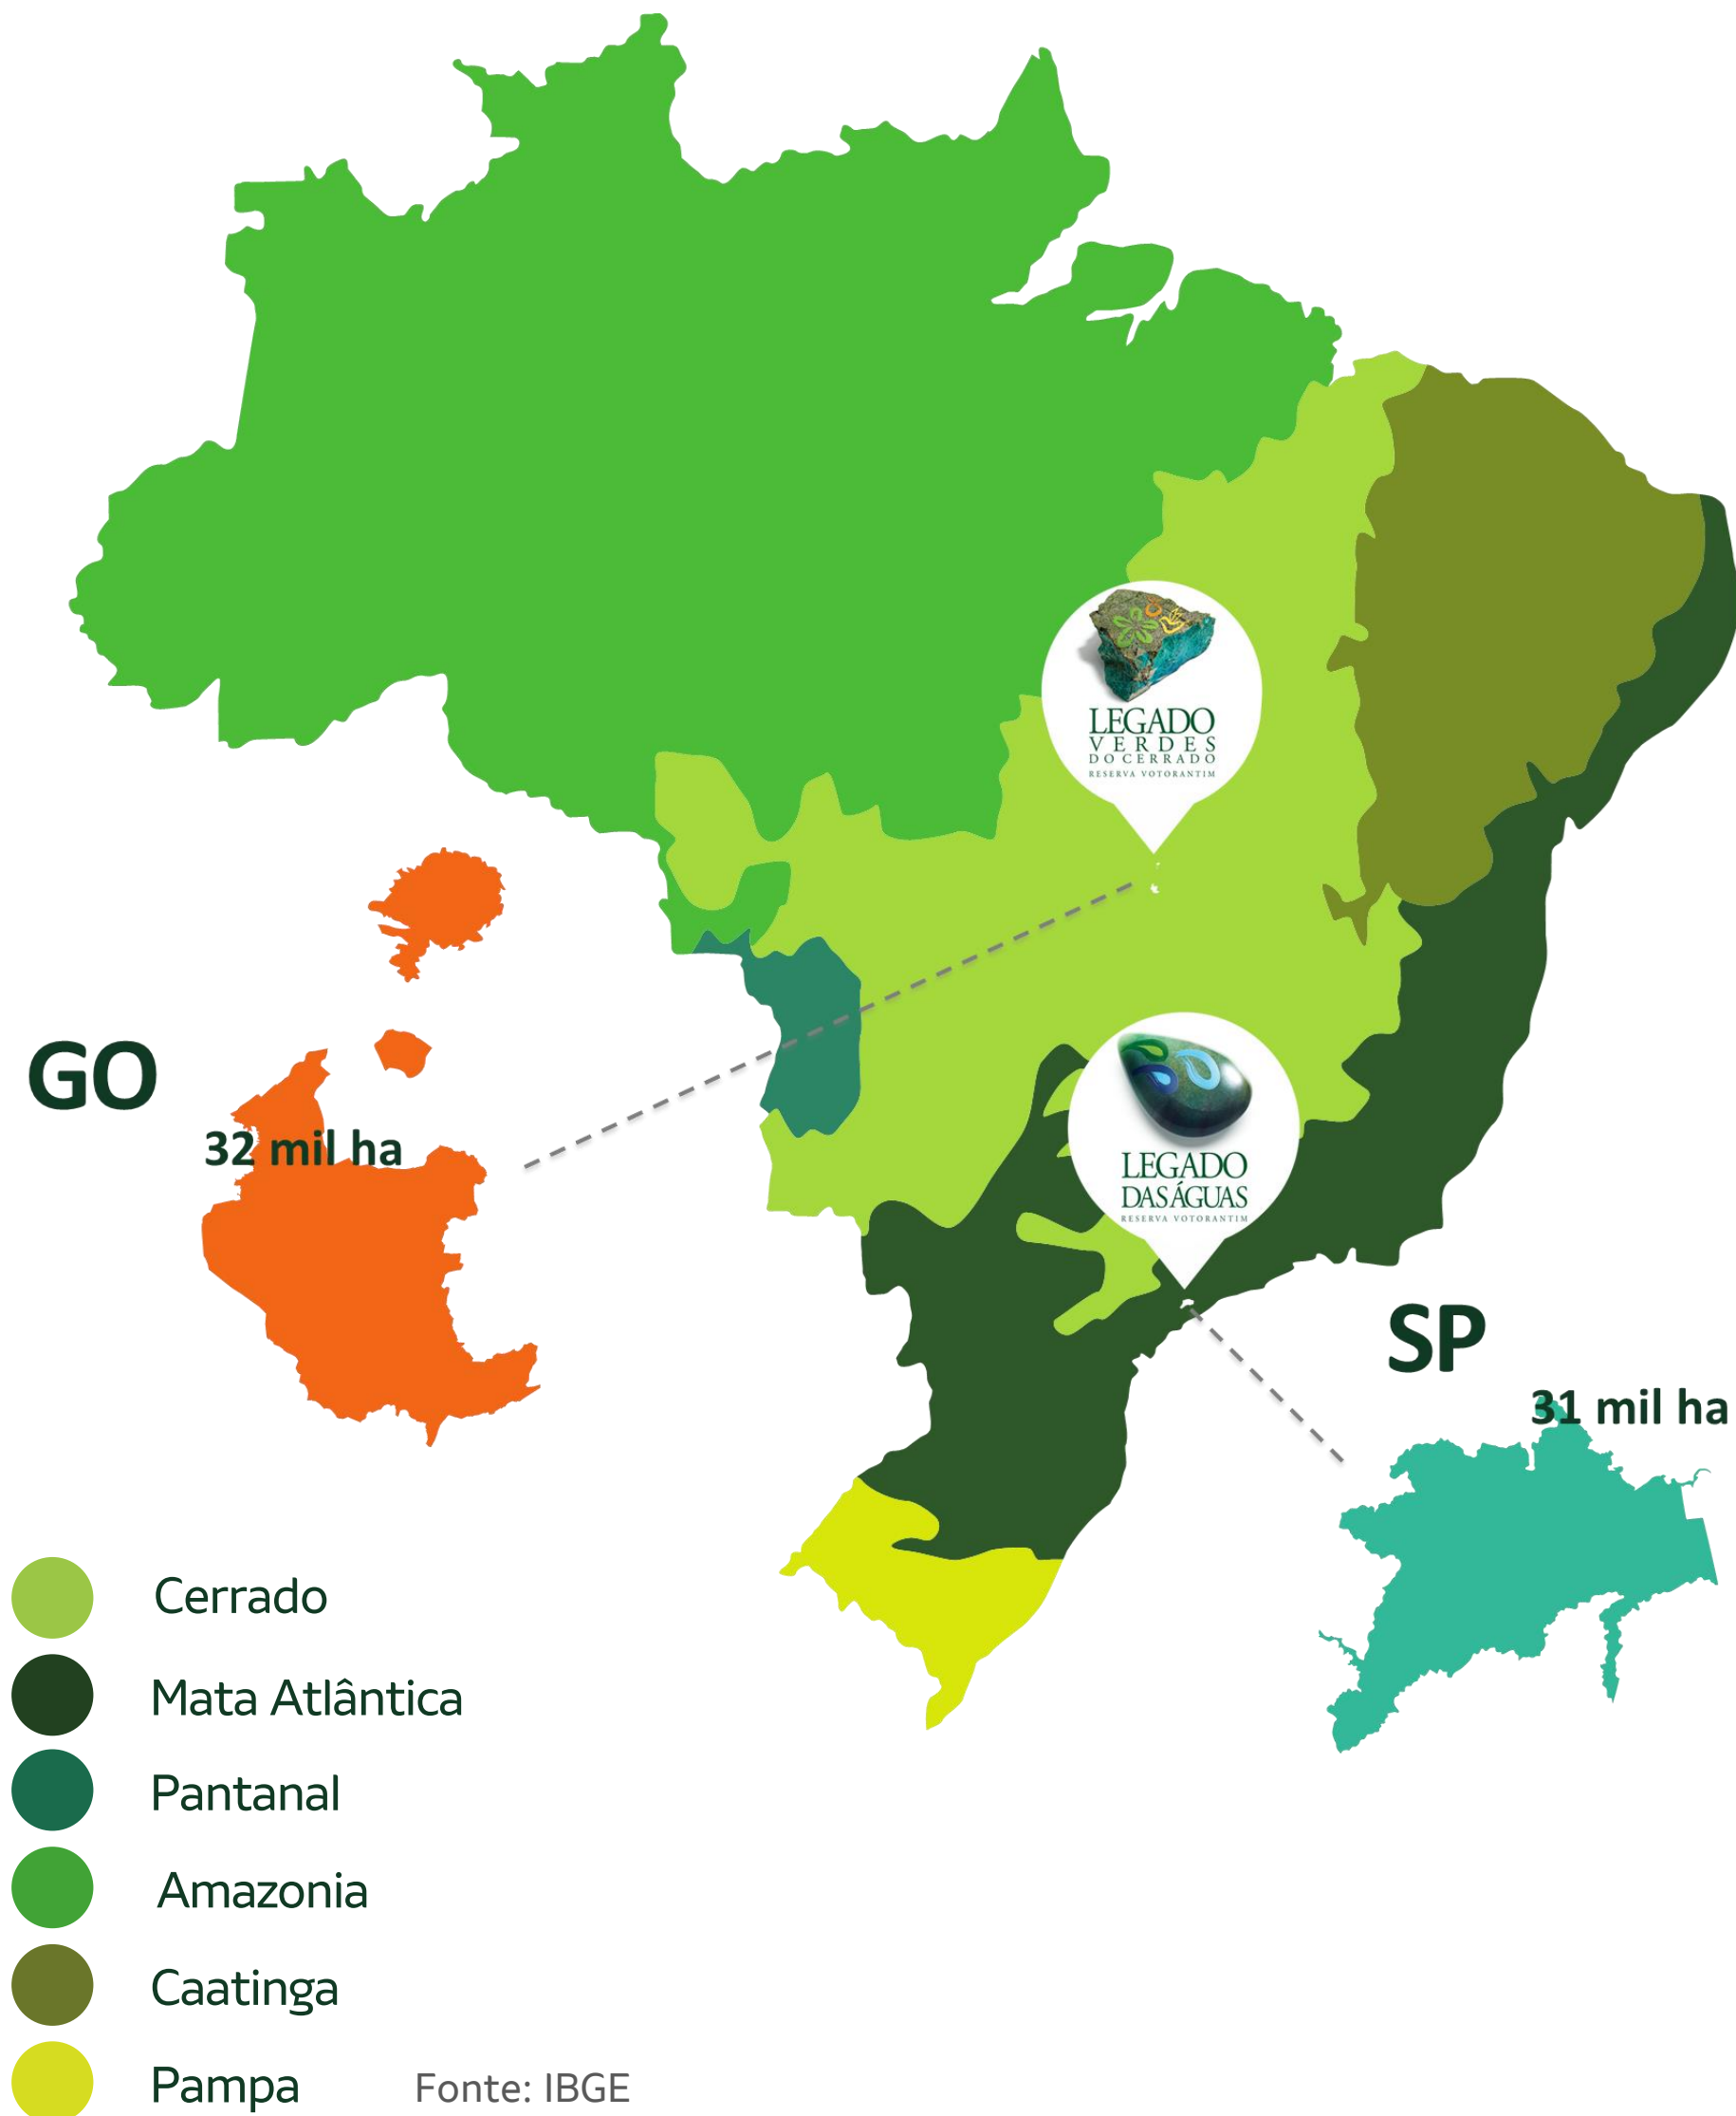 LEGADO
VERDES
DO CERRADO
RESERVA VOTORANTIM
GO
32 mil ha
LEGADO
DAS ÁGUAS
RESERVA VOTORANTIM
SP
31 mil ha
Cerrado
Mata Atlântica
Pantanal
Amazonia
Caatinga
Pampa
Fonte: IBGE